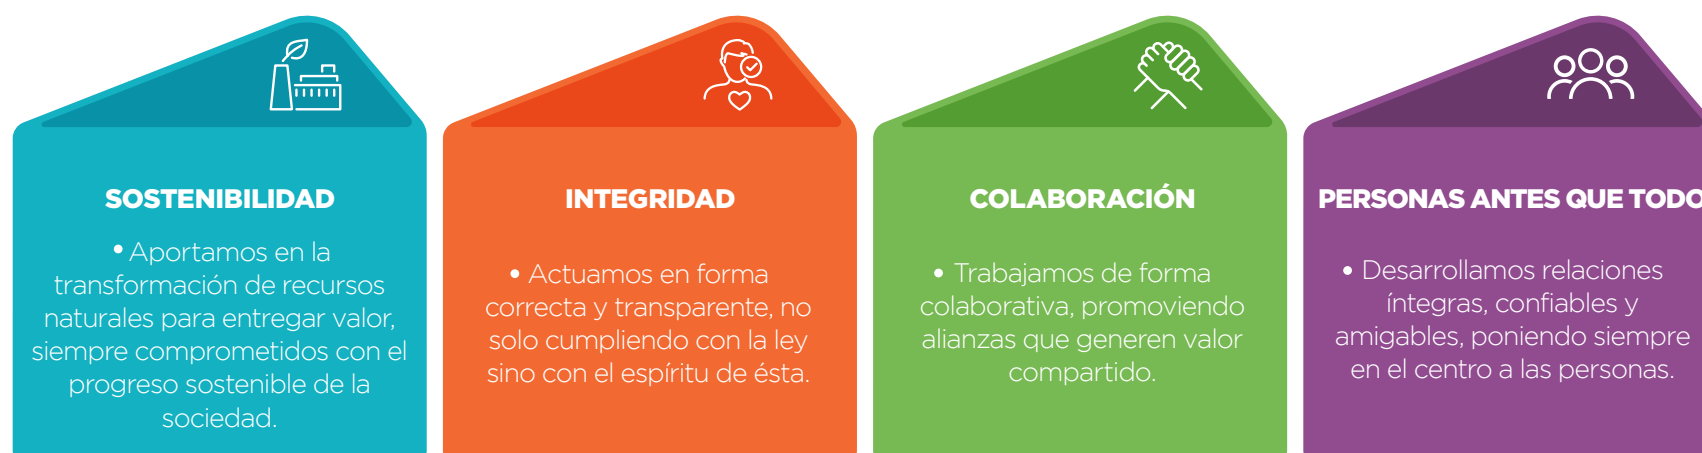 SOSTENIBILIDAD
• Aportamos en la
transformación de recursos
naturales para entregar valor,
siempre comprometidos con el
progreso sostenible de la
sociedad.
INTEGRIDAD
• Actuamos en forma
correcta y transparente, no
solo cumpliendo con la ley
sino con el espíritu de ésta.
COLABORACIÓN
• Trabajamos de forma
colaborativa, promoviendo
alianzas que generen valor
compartido.
PERSONAS ANTES QUE TODO
• Desarrollamos relaciones
íntegras, confiables y
amigables, poniendo siempre
en el centro a las personas.